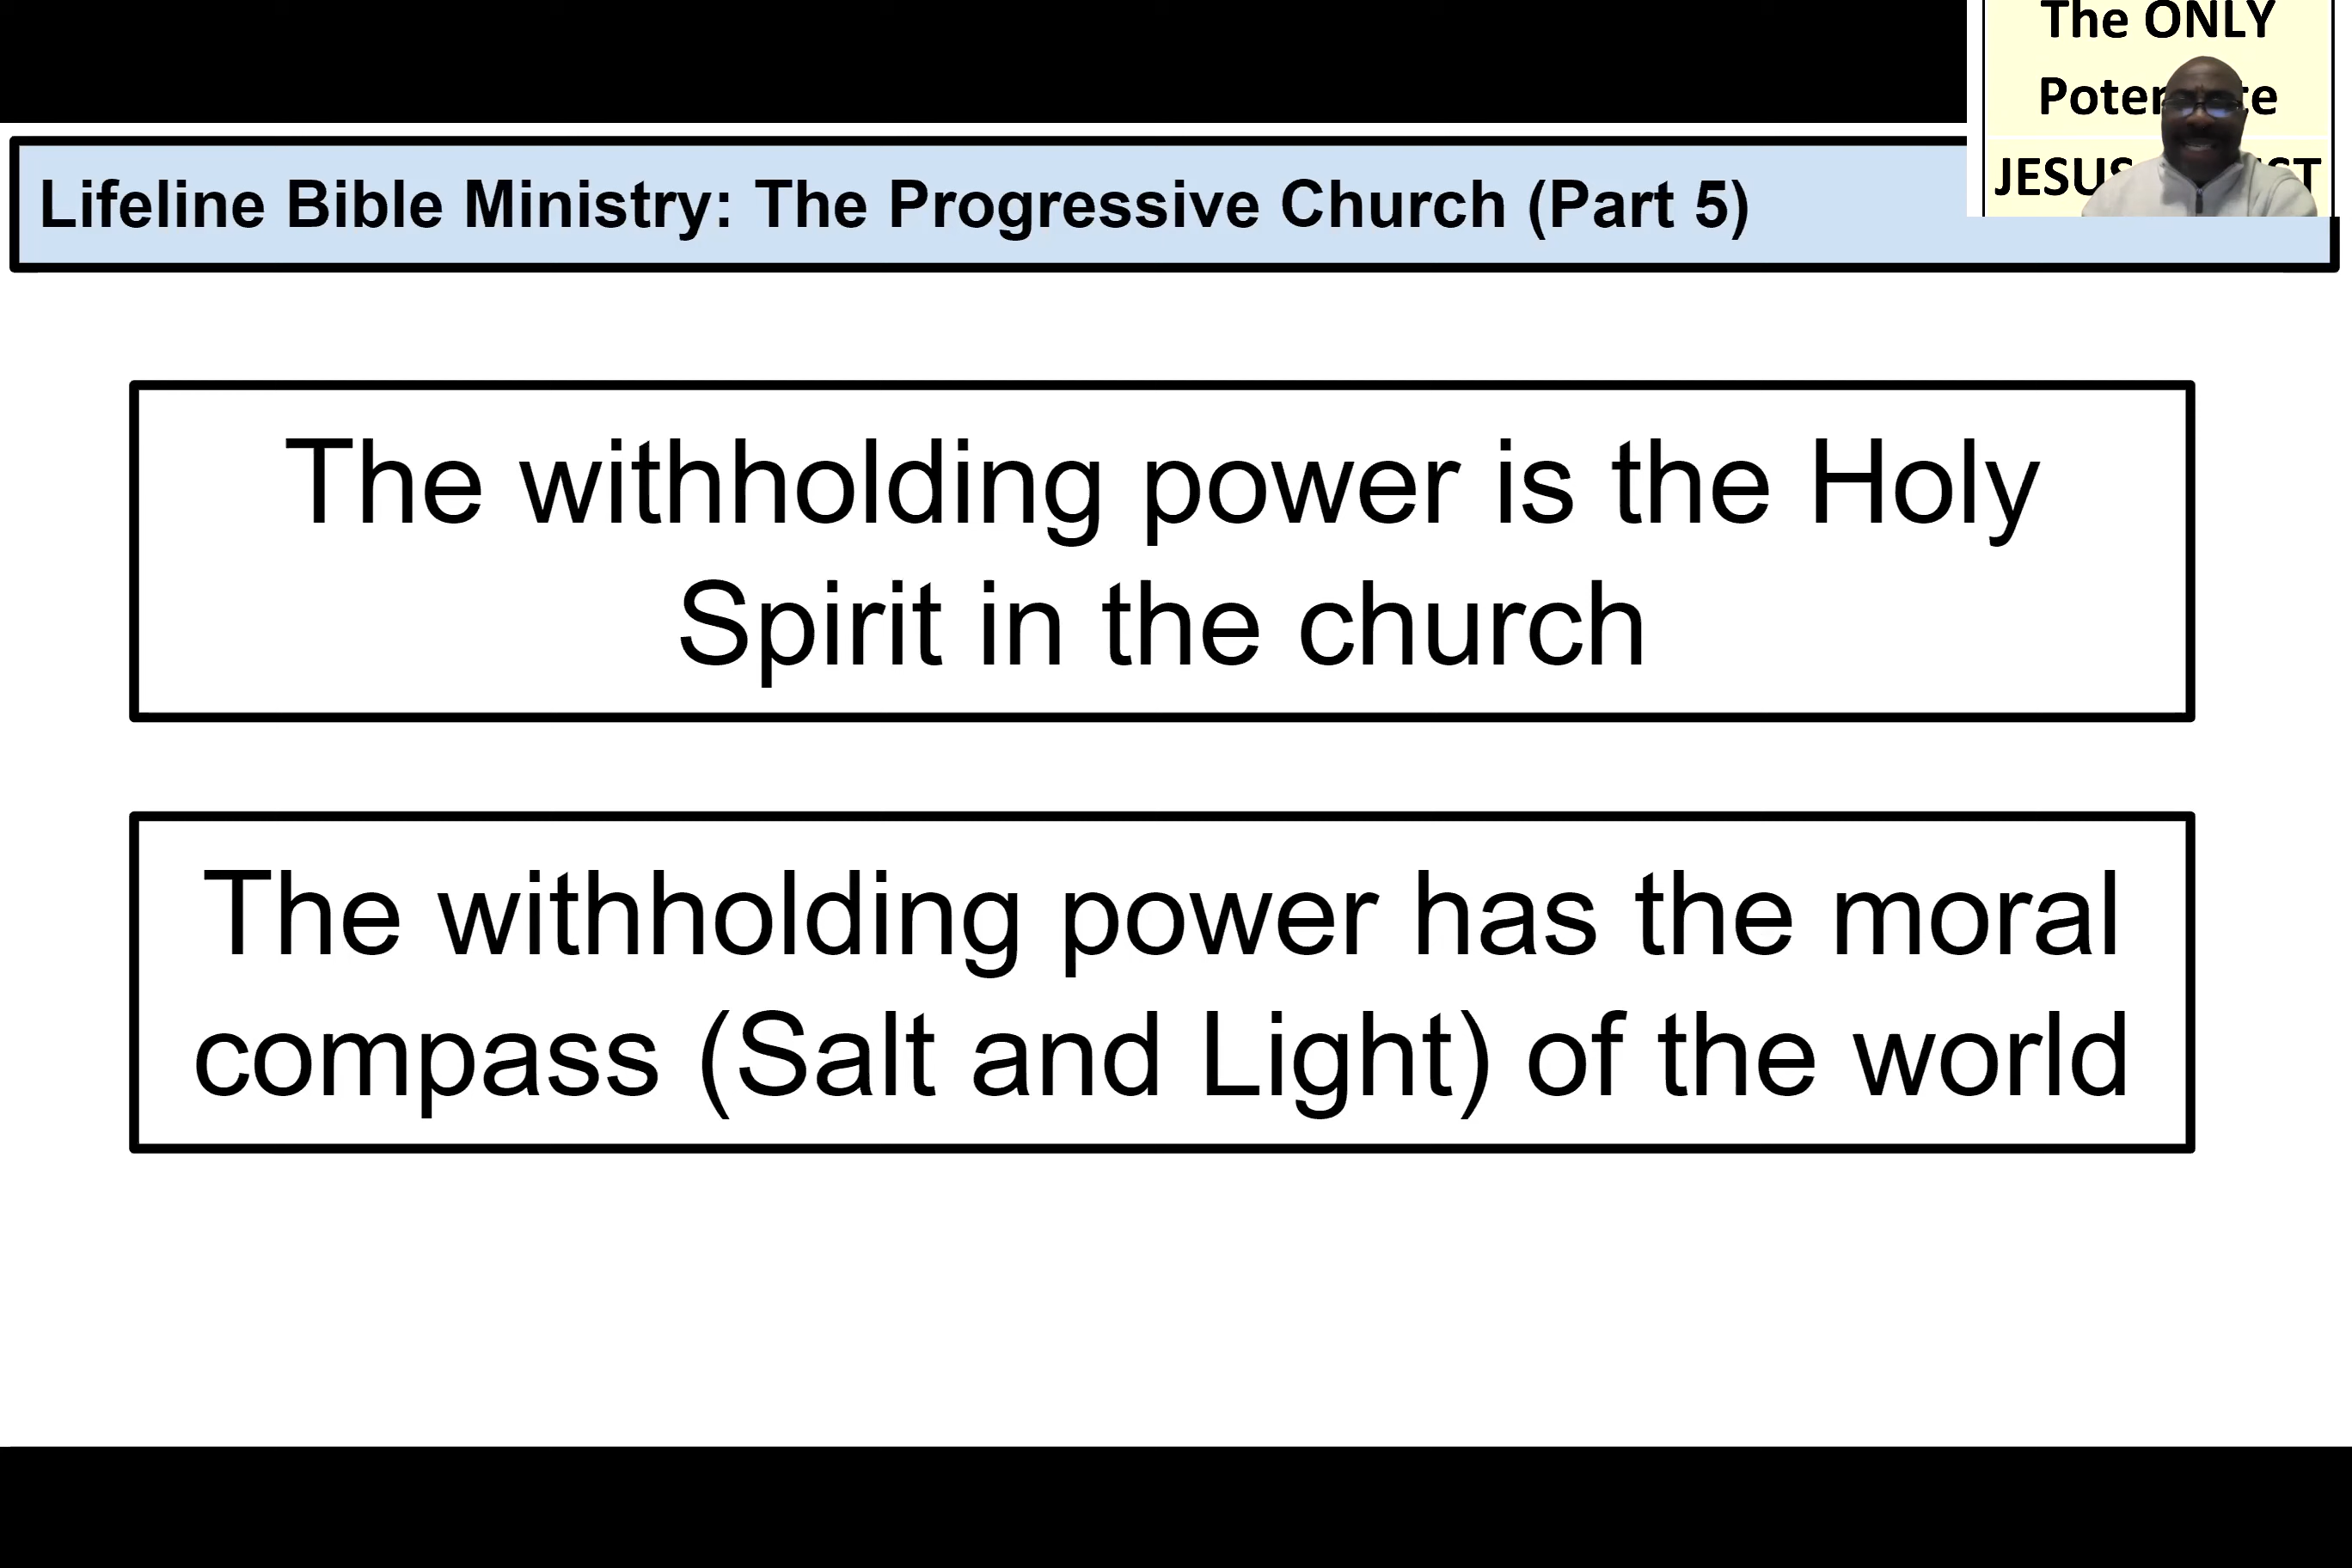 The ONLY
JESUS
Lifeline Bible Ministry: The Progressive Church (Part 5)
The withholding power is the Holy
Spirit in the church
The withholding power has the moral
compass (Salt and Light) of the world